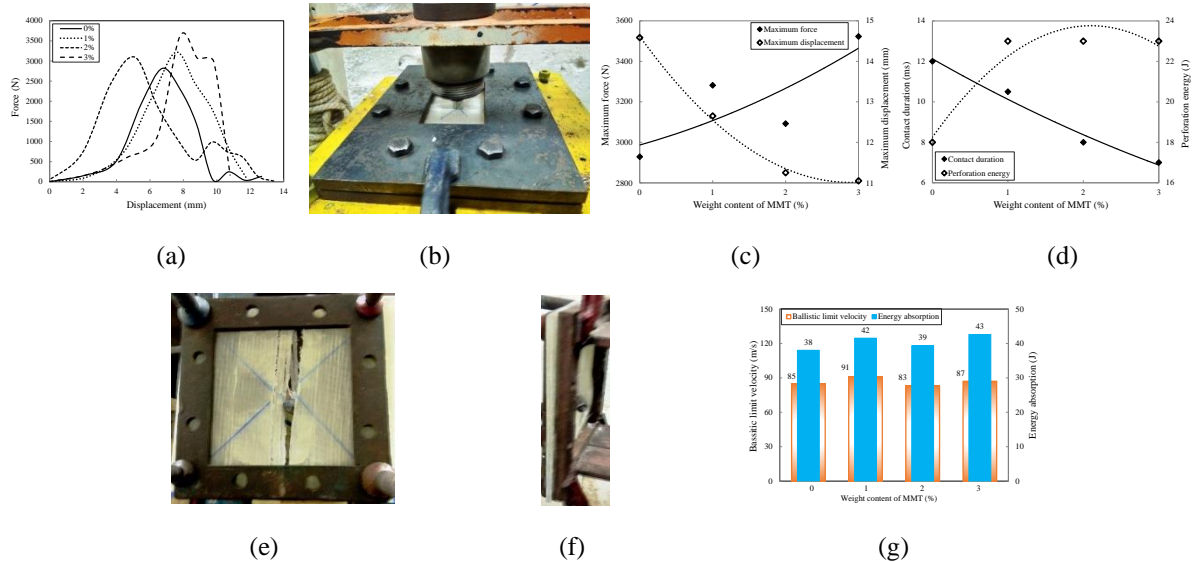 4000
3500
3000
2500
2000
1500
1000
500
0
0%
1%
2%
3%
Force (N)
0 2 4 6 8 10 12 14
Displacement (mm)
3600
3400
3200
3000
2800
Maximum force (N)
Maximum force
Maximum displacement
15
14
13
12
11
Maximum displacement (mm)
0 1 2 3
Weight content of MMT (%)
14
12
10
8
6
Contact duration (ms)
Contact duration
Perforation energy
24
23
22
21
20
19
18
17
16
Perforation energy (J)
0 1 2 3
Weight content of MMT (%)
(a) (b) (c) (d)
150
120
90
60
30
0
Bassitic limit velocity (m/s)
Ballistic limit velocity Energy absorption
85 38 91 42 83 39 87 43
50
40
30
20
10
0
Energy absorption (J)
0 1 2 3
Weight content of MMT (%)
(e) (f) (g)